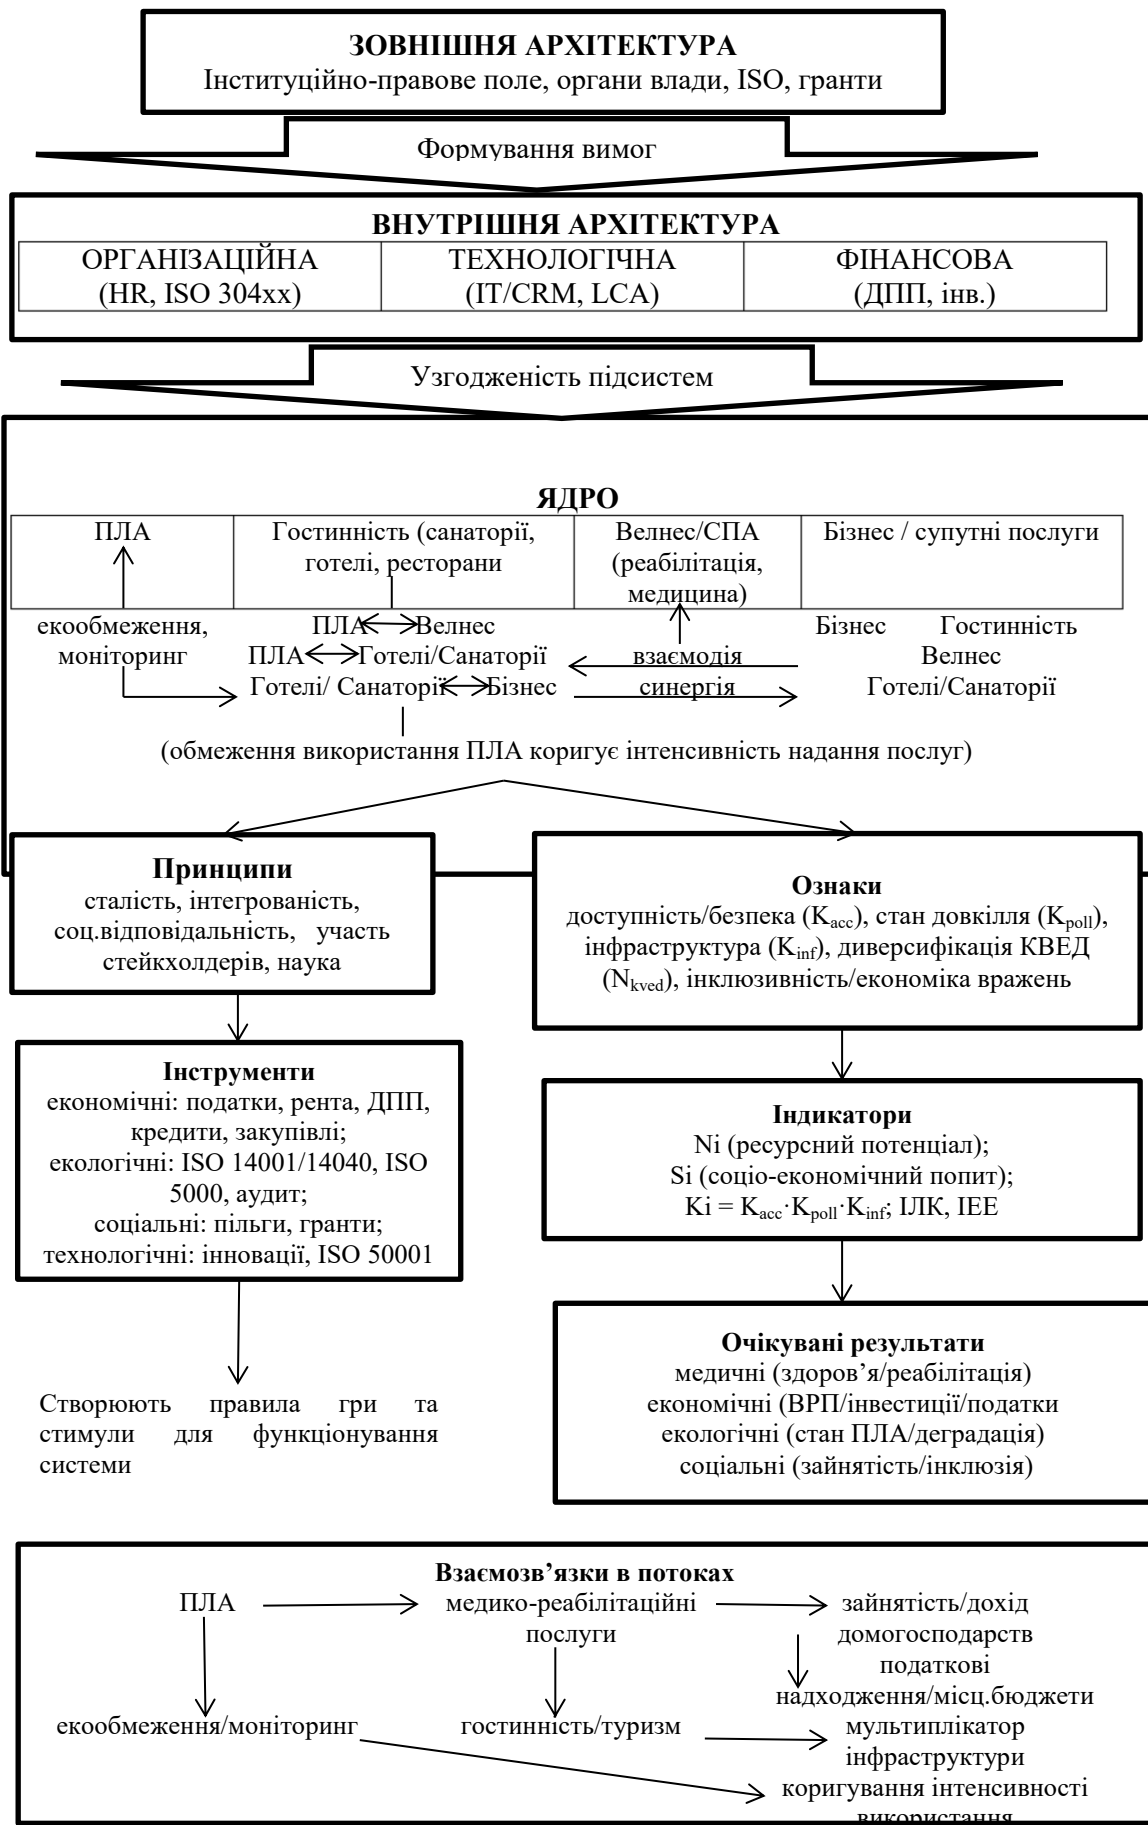 ЗОВНІШНЯ АРХІТЕКТУРА
Інституційно-правове поле, органи влади, ISO, гранти
Формування вимог
ВНУТРІШНЯ АРХІТЕКТУРА
ОРГАНІЗАЦІЙНА
(HR, ISO 304xx)
ТЕХНОЛОГІЧНА
(IT/CRM, LCA)
ФІНАНСОВА
(ДПП, інв.)
Узгодженість підсистем
ЯДРО
ПЛА
Гостинність (санаторії,
готелі, ресторани
Велнес/СПА
(реабілітація,
медицина)
Бізнес / супутні послуги
екообмеження,
моніторинг
ПЛА Велнес
ПЛА Готелі/Санаторії
Готелі/ Санаторії Бізнес
взаємодія
синергія
Бізнес Гостинність
Велнес
Готелі/Санаторії
(обмеження використання ПЛА коригує інтенсивність надання послуг)
Принципи
сталість, інтегрованість,
соц.відповідальність, участь
стейкхолдерів, наука
Ознаки
доступність/безпека (Kacc), стан довкілля (Kpoll),
інфраструктура (Kinf), диверсифікація КВЕД
(Nkved), інклюзивність/економіка вражень
Інструменти
економічні: податки, рента, ДПП,
кредити, закупівлі;
екологічні: ISO 14001/14040, ISO
5000, аудит;
соціальні: пільги, гранти;
технологічні: інновації, ISO 50001
Індикатори
Ni (ресурсний потенціал);
Si (соціо-економічний попит);
Ki = Kacc·Kpoll·Kinf; ІЛК, ІЕЕ
Створюють правила гри та
стимули для функціонування
системи
Очікувані результати
медичні (здоров’я/реабілітація)
економічні (ВРП/інвестиції/податки
екологічні (стан ПЛА/деградація)
соціальні (зайнятість/інклюзія)
Взаємозв’язки в потоках
ПЛА
медико-реабілітаційні
послуги
зайнятість/дохід
домогосподарств
податкові
надходження/місц.бюджети
екообмеження/моніторинг
гостинність/туризм
мультиплікатор
інфраструктури
коригування інтенсивності
використання